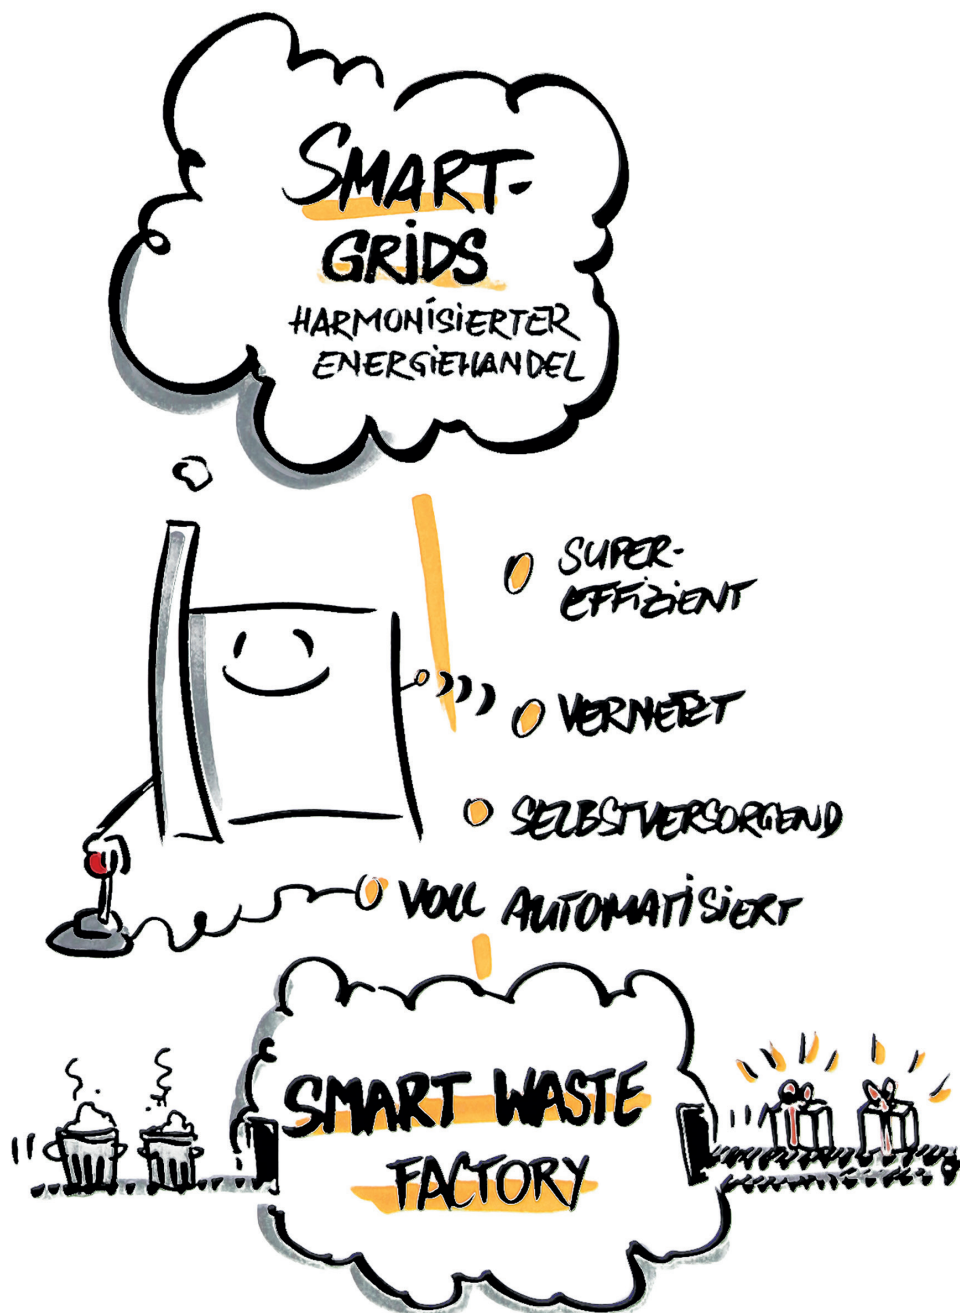 SMART-
GRiDS
HARMONiSiERTER
ENERGiEHANDEL
SUPER-
EFFiZiENT
VERNETZT
SELBSTVERSORGEND
VOLL AUTOMATiSiERT
SMART WASTE
FACTORY